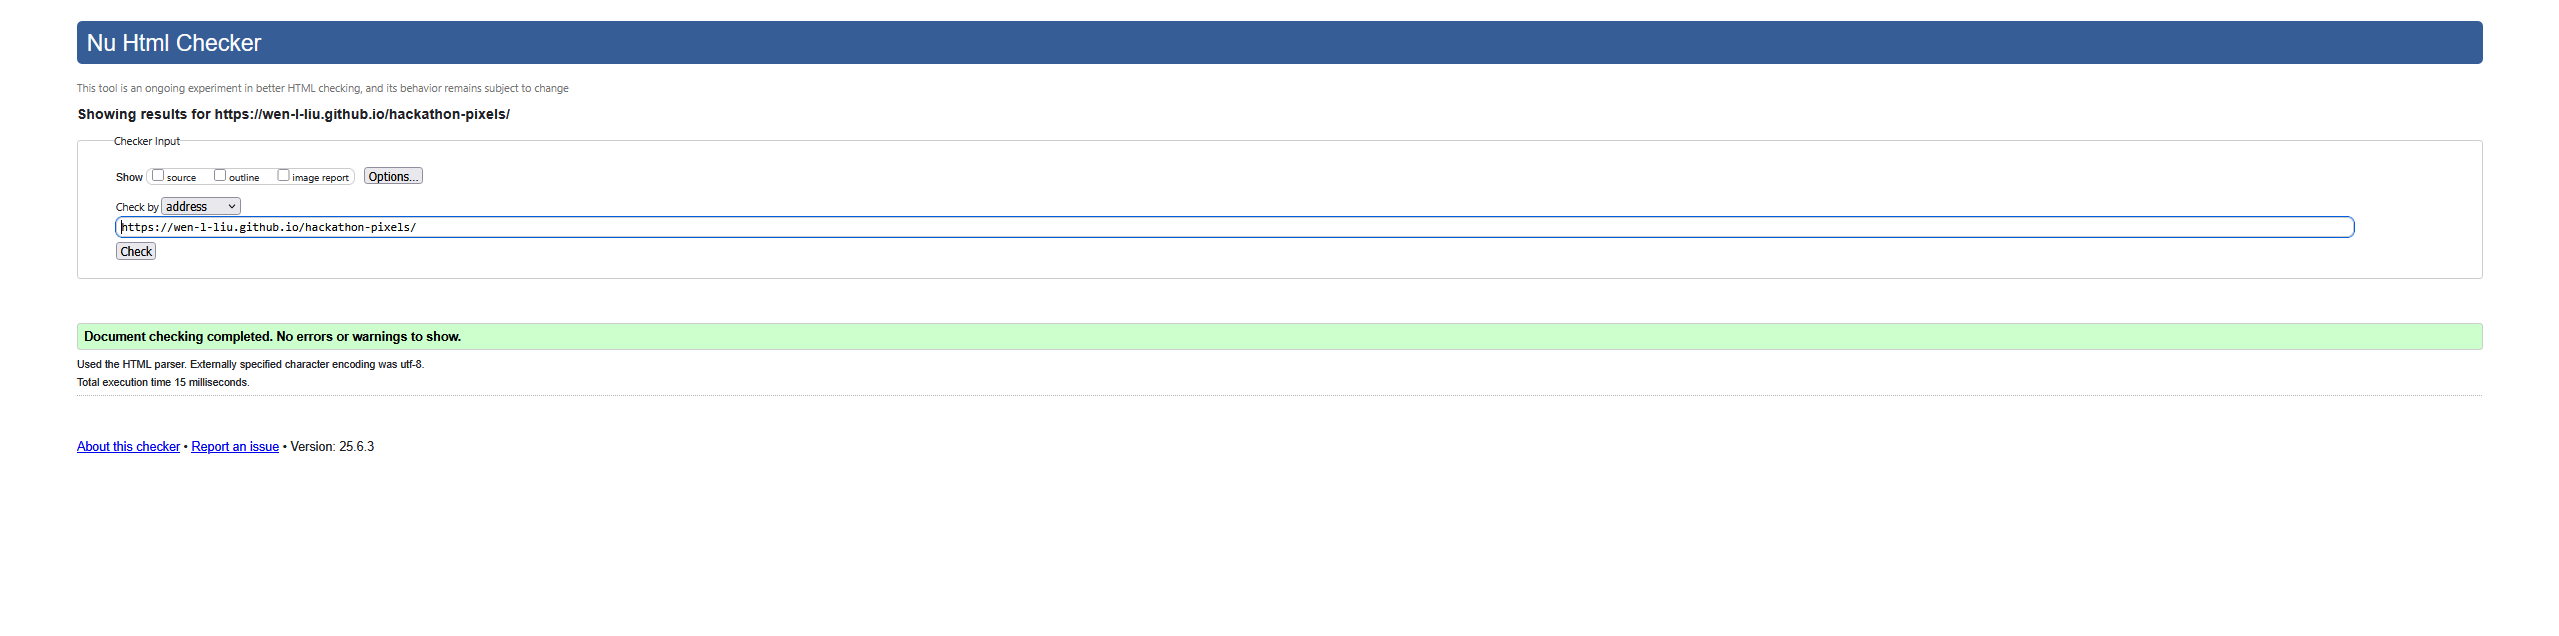 Nu Html Checker
This tool is an ongoing experiment in better HTML checking, and its behavior remains subject to change
Showing results for https://wen-l-liu.github.io/hackathon-pixels/
Checker Input
Show source outline image report Options...
Check by address
https://wen-l-liu.github.io/hackathon-pixels/
Check
Document checking completed. No errors or warnings to show.
Used the HTML parser. Externally specified character encoding was utf-8.
Total execution time 15 milliseconds.
About this checker • Report an issue • Version: 25.6.3